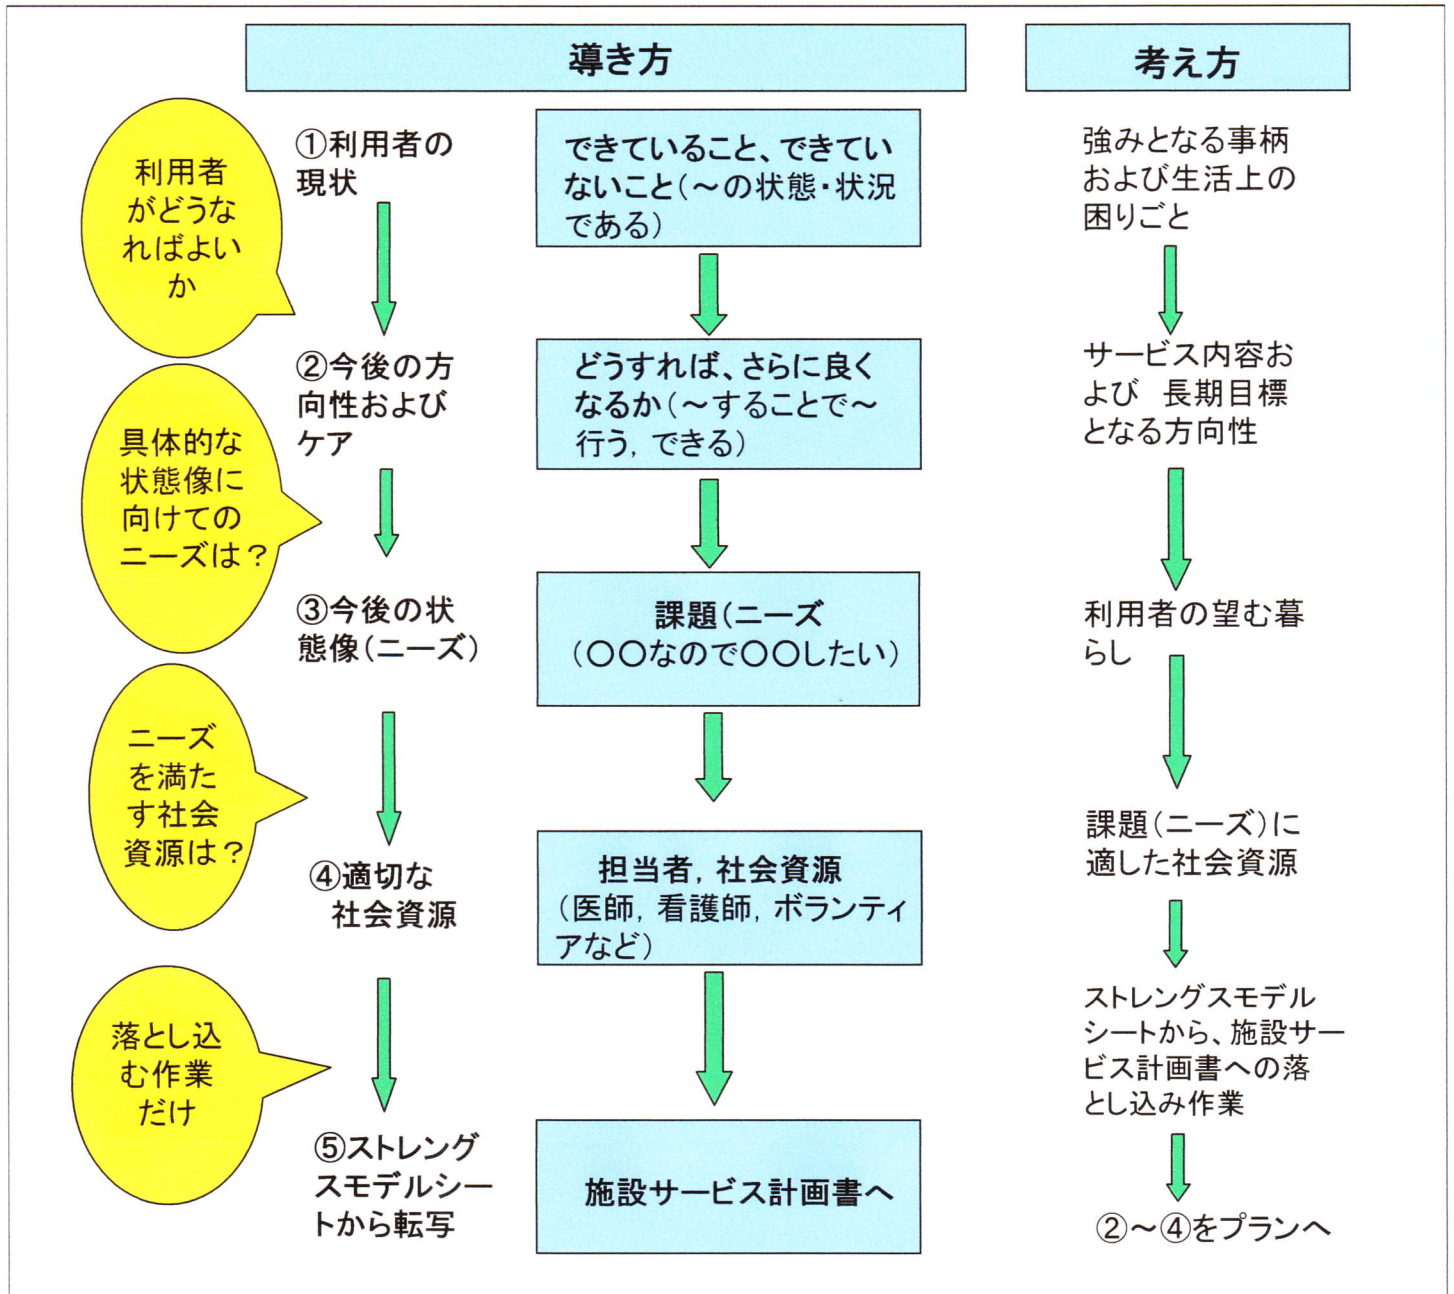 導き方
考え方
利用者
がどうな
ればよい
か
①利用者の
現状
できていること、できてい
ないこと(～の状態・状況
である)
強みとなる事柄
および生活上の
困りごと
②今後の方
向性および
ケア
どうすれば、さらに良く
なるか(～することで～
行う，できる)
サービス内容お
よび 長期目標
となる方向性
具体的な
状態像に
向けての
ニーズは？
③今後の状
態像(ニーズ)
課題(ニーズ
(〇〇なので〇〇したい)
利用者の望む暮
らし
ニーズ
を満た
す社会
資源は？
④適切な
社会資源
担当者，社会資源
(医師，看護師，ボランティ
アなど)
課題(ニーズ)に
適した社会資源
落とし込
む作業
だけ
⑤ストレング
スモデルシー
トから転写
施設サービス計画書へ
ストレングスモデル
シートから、施設サー
ビス計画書への落
とし込み作業
②～④をプランへ